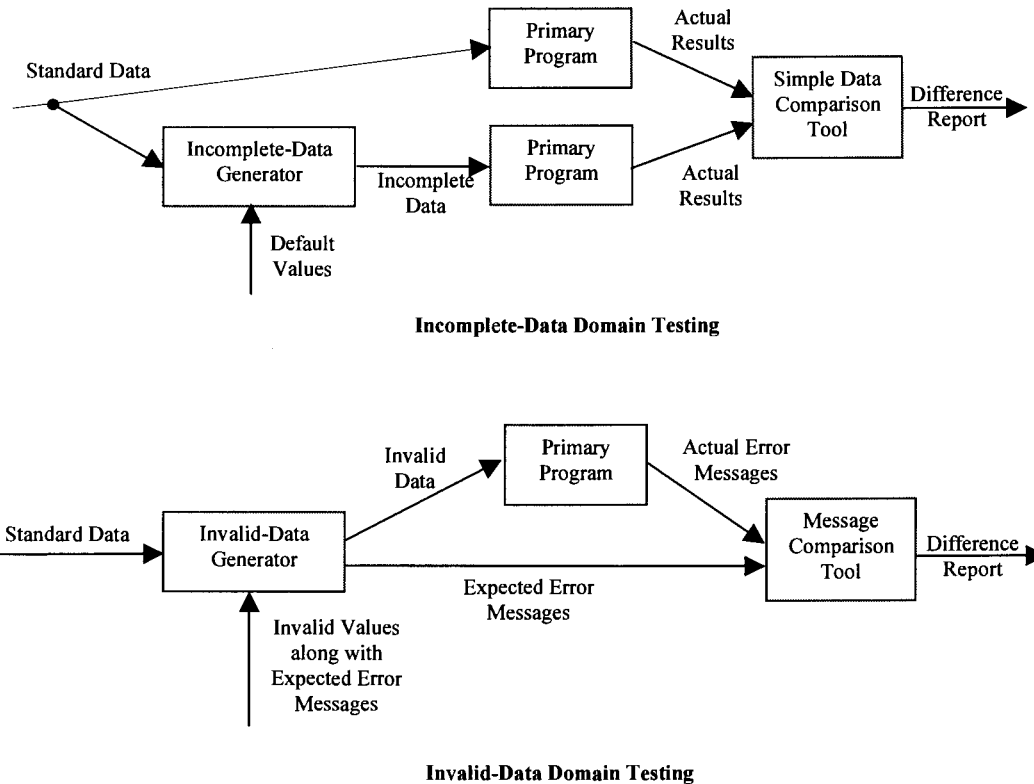 Standard Data
Primary
Program
Actual
Results
Simple Data
Comparison
Tool
Difference
Report
Incomplete-Data
Generator
Incomplete
Data
Primary
Program
Actual
Results
Default
Values
Incomplete-Data Domain Testing
Standard Data
Invalid-Data
Generator
Invalid
Data
Primary
Program
Actual Error
Messages
Message
Comparison
Tool
Difference
Report
Expected Error
Messages
Invalid Values
along with
Expected Error
Messages
Invalid-Data Domain Testing